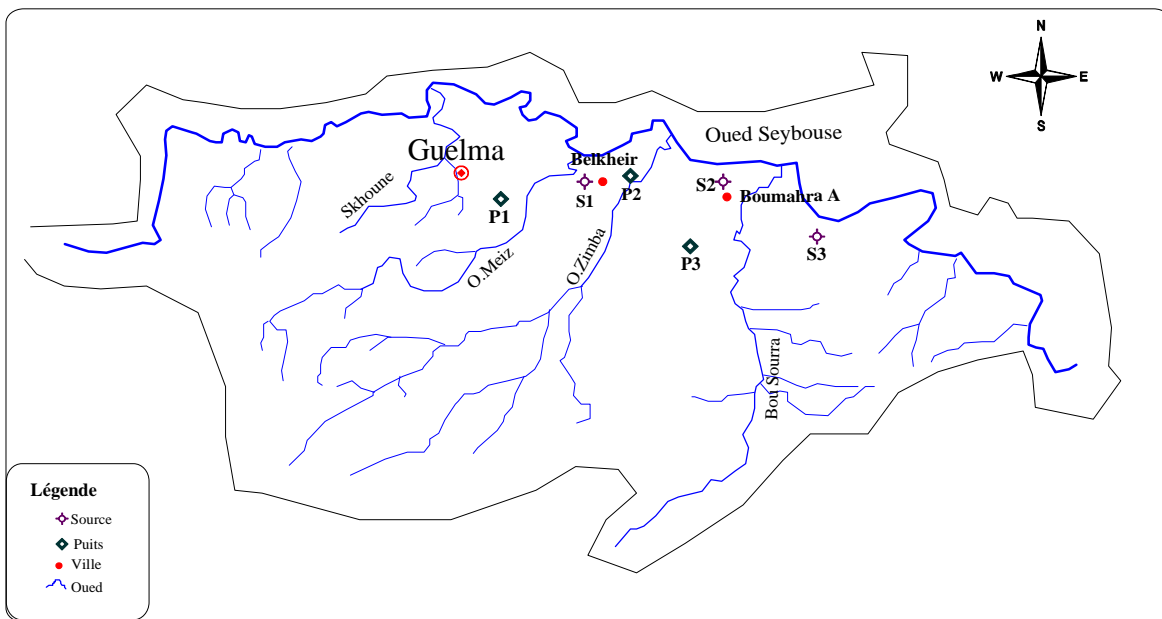 N
W
E
S
Oued Seybouse
Guelma
Belkheir
Skhoune
P1
S1
P2
S2
Boumahra A
O.Meiz
O.Zimba
P3
S3
Bou Sourra
Légende
Source
Puits
Ville
Oued